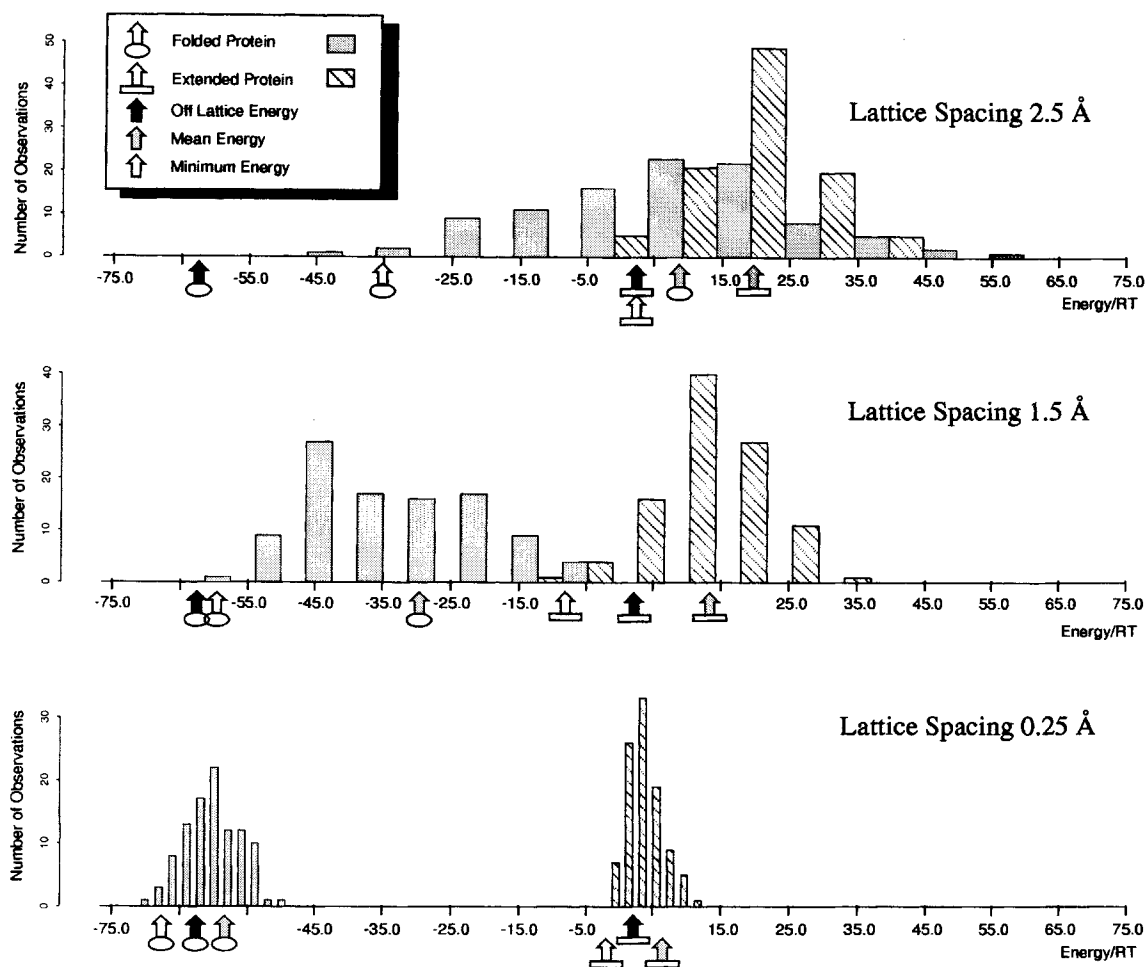 Folded Protein
Extended Protein
Off Lattice Energy
Mean Energy
Minimum Energy
Number of Observations
50
40
30
20
10
0
Lattice Spacing 2.5 Å
-75.0 -55.0 -45.0 -25.0 -15.0 -5.0 15.0 25.0 35.0 45.0 55.0 65.0 75.0
Energy/RT
Number of Observations
40
30
20
10
0
Lattice Spacing 1.5 Å
-75.0 -55.0 -45.0 -35.0 -25.0 -15.0 25.0 35.0 45.0 55.0 65.0 75.0
Energy/RT
Number of Observations
30
20
10
0
Lattice Spacing 0.25 Å
-75.0 -45.0 -35.0 -25.0 -15.0 -5.0 15.0 25.0 35.0 45.0 55.0 65.0 75.0
Energy/RT